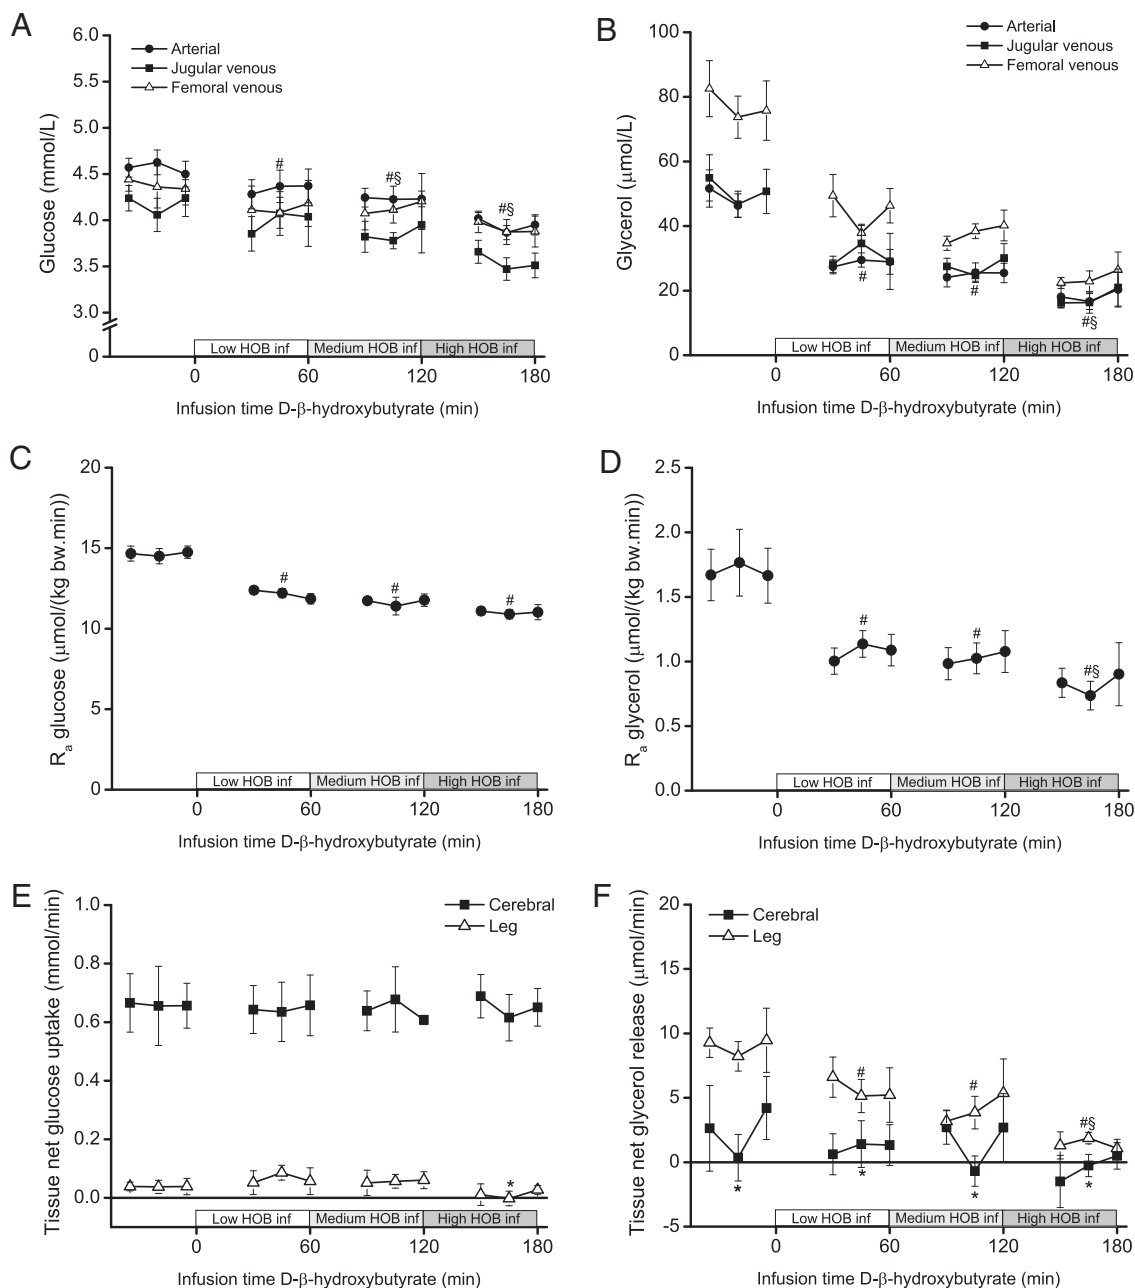 A
Glucose (mmol/L)
6.0
5.0
4.5
4.0
3.5
3.0
0
Arterial
Jugular venous
Femoral venous
#
#§
#§
Low HOB inf
Medium HOB inf
High HOB inf
0
60
120
180
Infusion time D-β-hydroxybutyrate (min)
B
Glycerol (µmol/L)
100
80
60
40
20
0
Arterial
Jugular venous
Femoral venous
#
#
#§
Low HOB inf
Medium HOB inf
High HOB inf
0
60
120
180
Infusion time D-β-hydroxybutyrate (min)
C
Ra glucose (µmol/(kg bw.min))
20
15
10
5
0
#
#
#
Low HOB inf
Medium HOB inf
High HOB inf
0
60
120
180
Infusion time D-β-hydroxybutyrate (min)
D
Ra glycerol (µmol/(kg bw.min))
2.5
2.0
1.5
1.0
0.5
0.0
#
#
#§
Low HOB inf
Medium HOB inf
High HOB inf
0
60
120
180
Infusion time D-β-hydroxybutyrate (min)
E
Tissue net glucose uptake (mmol/min)
1.0
0.8
0.6
0.4
0.2
0.0
Cerebral
Leg
*
Low HOB inf
Medium HOB inf
High HOB inf
0
60
120
180
Infusion time D-β-hydroxybutyrate (min)
F
Tissue net glycerol release (µmol/min)
20
15
10
5
0
-5
Cerebral
Leg
#
#
#§
*
*
*
*
Low HOB inf
Medium HOB inf
High HOB inf
0
60
120
180
Infusion time D-β-hydroxybutyrate (min)